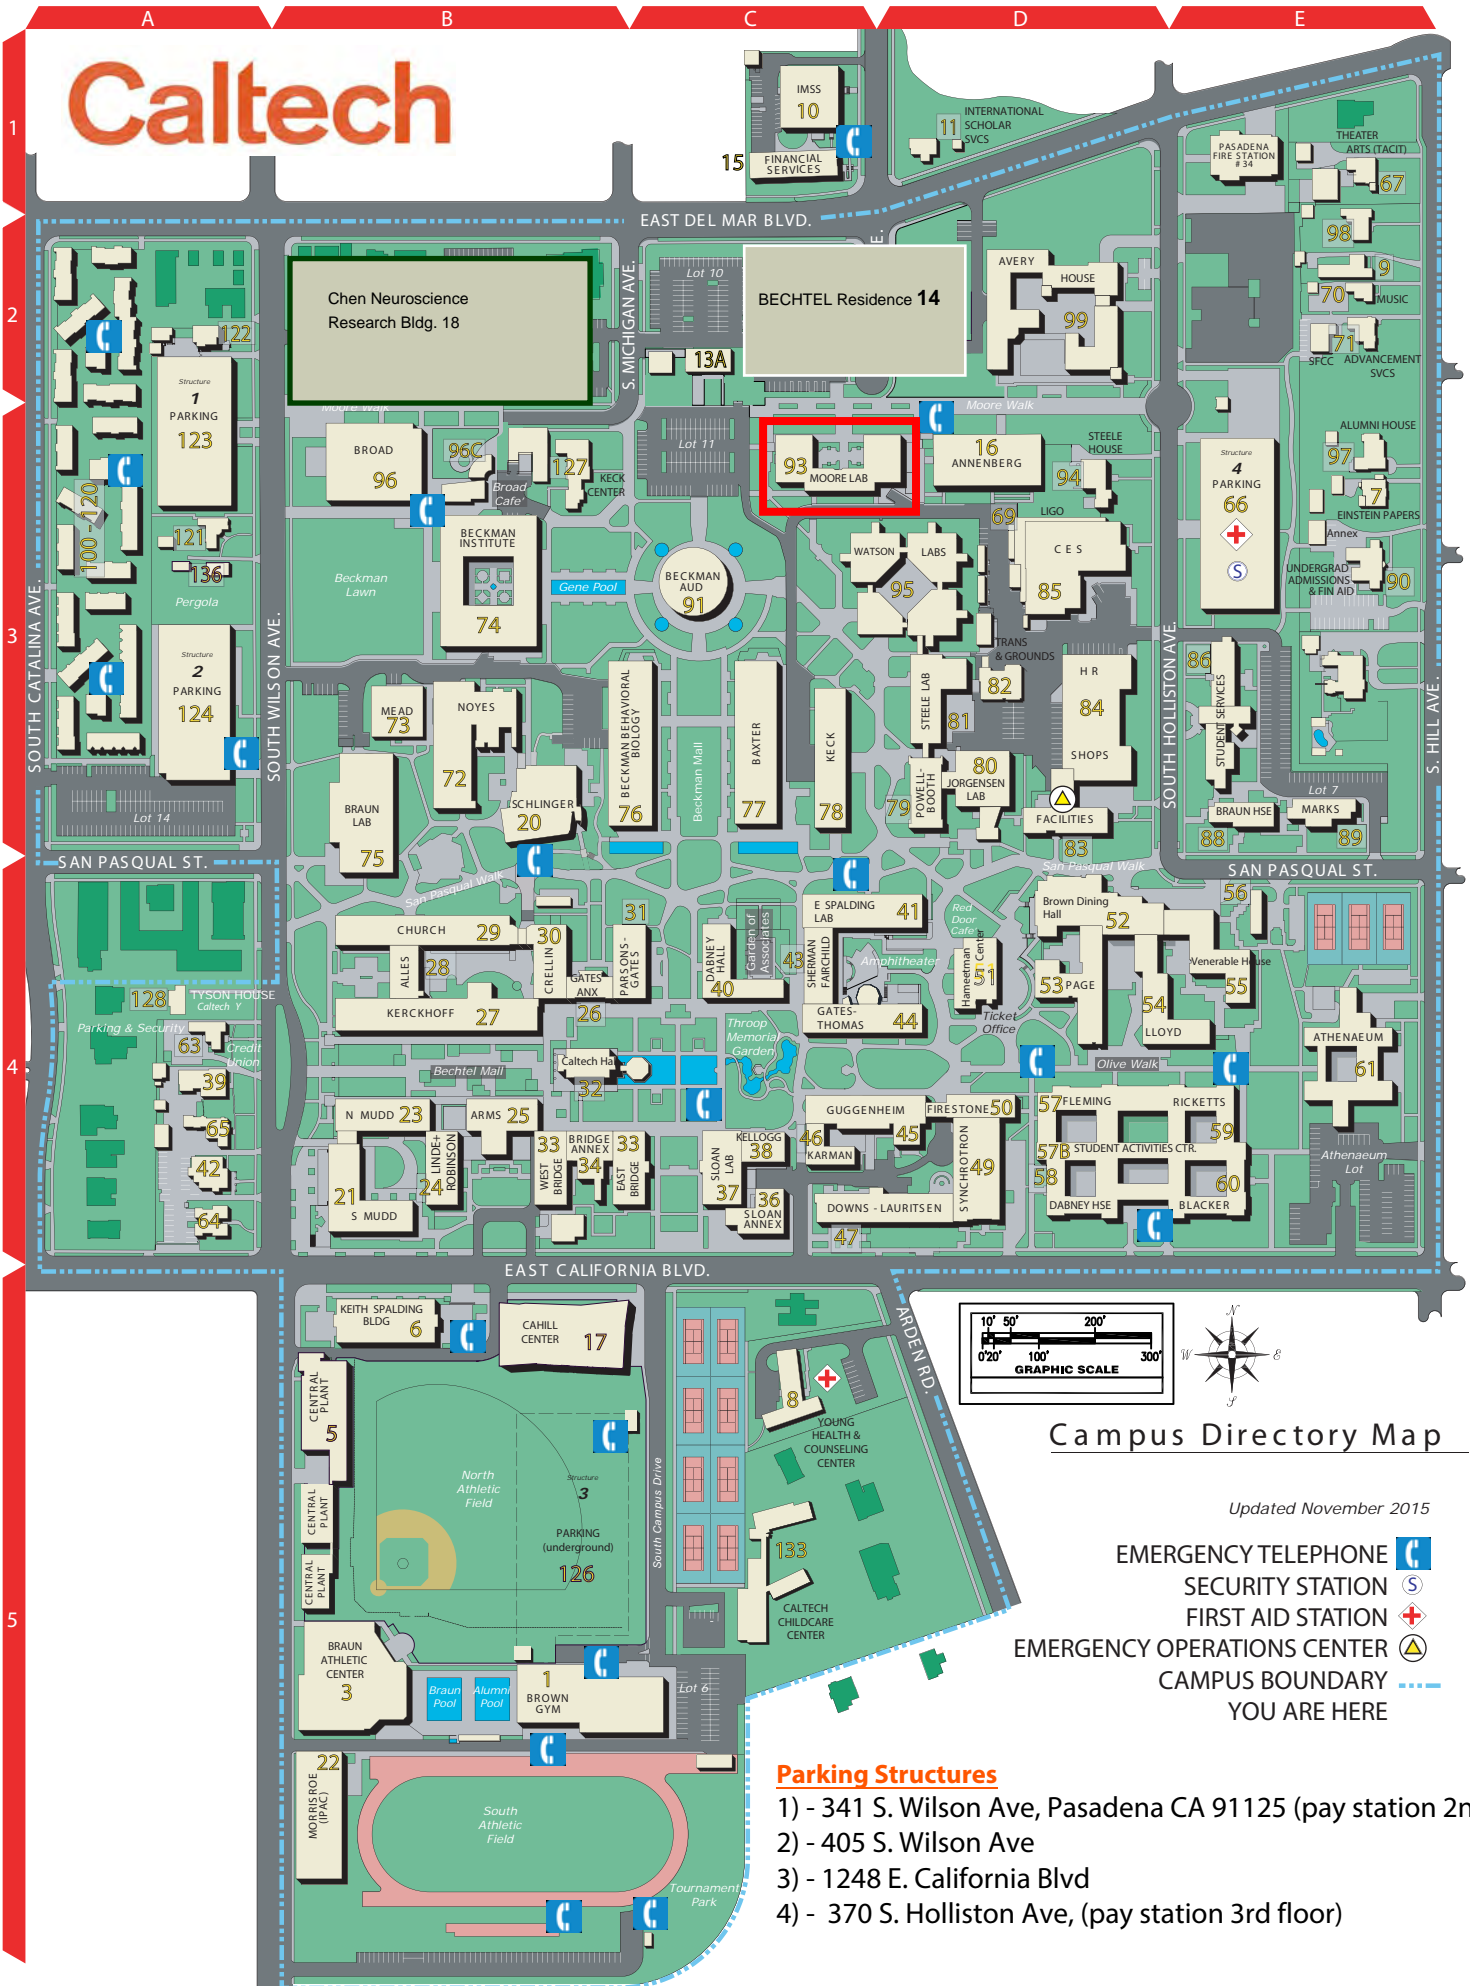 A
B
C
D
E
1
2
3
4
5
Caltech
IMSS
10
15
FINANCIAL
SERVICES
11
INTERNATIONAL
SCHOLAR
SVCS
PASADENA
FIRE STATION
# 34
THEATER
ARTS (TACIT)
67
EAST DEL MAR BLVD.
98
9
70
MUSIC
71
SFCC
ADVANCEMENT
SVCS
122
Chen Neuroscience
Research Bldg. 18
S. MICHIGAN AVE.
Lot 10
13A
E.
BECHTEL Residence 14
AVERY
HOUSE
99
Structure
1
PARKING
123
Moore Walk
Moore Walk
BROAD
96
96C
Broad
Cafe'
127
KECK
CENTER
Lot 11
93
MOORE LAB
16
ANNENBERG
STEELE
HOUSE
94
Structure
4
PARKING
66
S
ALUMNI HOUSE
97
7
EINSTEIN PAPERS
Annex
UNDERGRAD
ADMISSIONS
& FIN AID
90
100 -120
121
136
Pergola
BECKMAN
INSTITUTE
74
Beckman
Lawn
Gene Pool
BECKMAN
AUD
91
WATSON
LABS
95
69
LIGO
C E S
85
TRANS
& GROUNDS
82
H R
84
SHOPS
SOUTH CATALINA AVE.
SOUTH WILSON AVE.
SOUTH HOLLISTON AVE.
S. HILL AVE.
Structure
2
PARKING
124
Lot 14
MEAD
73
NOYES
72
BRAUN
LAB
75
SCHLINGER
20
BECKMAN BEHAVIORAL
BIOLOGY
76
Beckman Mall
BAXTER
77
KECK
78
STEELE LAB
81
79
POWELL-
BOOTH
80
JORGENSEN
LAB
FACILITIES
83
86
STUDENT SERVICES
Lot 7
BRAUN HSE
88
MARKS
89
SAN PASQUAL ST.
San Pasqual Walk
San Pasqual Walk
SAN PASQUAL ST.
CHURCH
29
30
CRELLIN
31
PARSONS-
GATES
ALLES
28
GATES
ANX
26
KERCKHOFF
27
DABNEY
HALL
40
Garden of
Associates
43
E SPALDING
LAB
41
SHERMAN
FAIRCHILD
Amphitheater
GATES-
THOMAS
44
Red
Door
Cafe'
Hameetman
Center
51
Ticket
Office
Brown Dining
Hall
52
53
PAGE
54
LLOYD
56
Venerable House
55
ATHENAEUM
61
128
TYSON HOUSE
Caltech Y
Parking & Security
63
Credit
Union
39
65
42
64
Bechtel Mall
Caltech Hall
32
Throop
Memorial
Garden
Olive Walk
N MUDD
23
ARMS
25
LINDE+
ROBINSON
24
21
S MUDD
33
WEST
BRIDGE
BRIDGE
ANNEX
34
33
EAST
BRIDGE
KELLOGG
38
SLOAN
LAB
37
36
SLOAN
ANNEX
GUGGENHEIM
46
KARMAN
45
FIRESTONE
50
SYNCHROTRON
49
DOWNS - LAURITSEN
47
57
FLEMING
RICKETTS
59
57B
STUDENT ACTIVITIES CTR.
58
DABNEY HSE
60
BLACKER
Athenaeum
Lot
EAST CALIFORNIA BLVD.
KEITH SPALDING
BLDG
6
CAHILL
CENTER
17
CENTRAL
PLANT
5
CENTRAL
PLANT
CENTRAL
PLANT
North
Athletic
Field
Structure
3
PARKING
(underground)
126
South Campus Drive
8
YOUNG
HEALTH &
COUNSELING
CENTER
133
CALTECH
CHILDCARE
CENTER
ARDEN RD.
10' 50' 200'
0'20' 100' 300'
GRAPHIC SCALE
N
W
E
S
Campus Directory Map
Updated November 2015
EMERGENCY TELEPHONE
SECURITY STATION S
FIRST AID STATION
EMERGENCY OPERATIONS CENTER
CAMPUS BOUNDARY
YOU ARE HERE
BRAUN
ATHLETIC
CENTER
3
Braun
Pool
Alumni
Pool
1
BROWN
GYM
Lot 6
22
MORRISROE
(IPAC)
South
Athletic
Field
Tournament
Park
Parking Structures
1) - 341 S. Wilson Ave, Pasadena CA 91125 (pay station 2n
2) - 405 S. Wilson Ave
3) - 1248 E. California Blvd
4) - 370 S. Holliston Ave, (pay station 3rd floor)